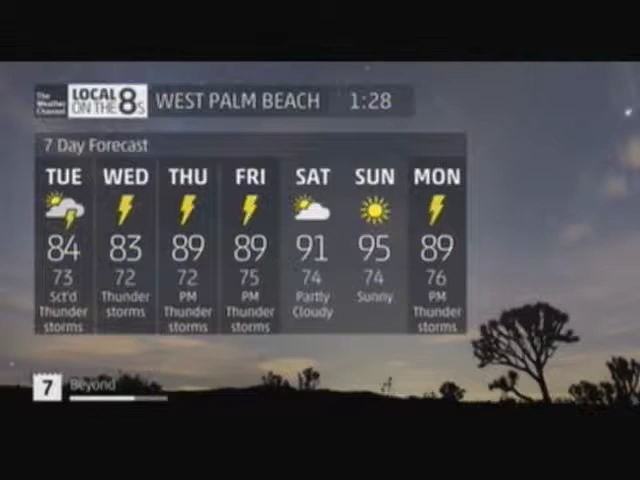 The Weather Channel
LOCAL ON THE 8s
WEST PALM BEACH 1:28
7 Day Forecast
TUE WED THU FRI SAT SUN MON
84 83 89 89 91 95 89
73 72 72 75 74 74 76
Sct'd Thunder storms
Thunder storms
PM Thunder storms
PM Thunder storms
Partly Cloudy
Sunny
PM Thunder storms
7 Beyond